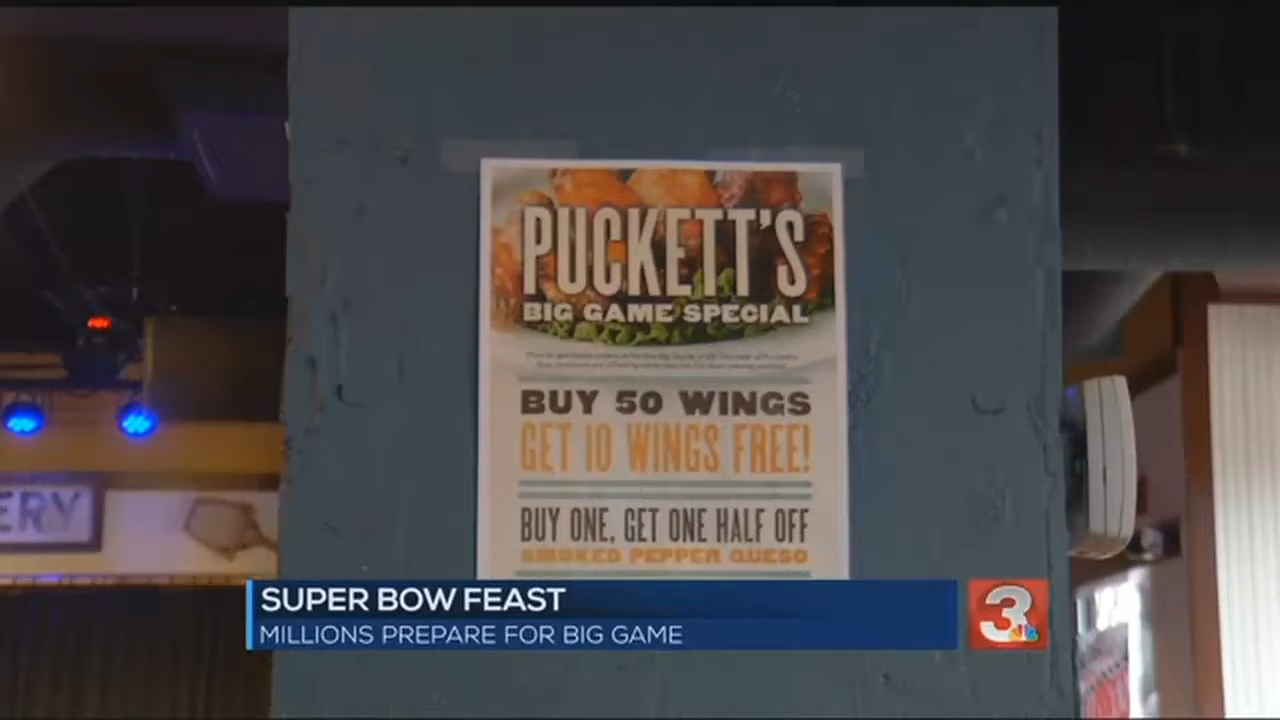 PUCKETT'S
BIG GAME SPECIAL
BUY 50 WINGS
GET 10 WINGS FREE!
BUY ONE, GET ONE HALF OFF
SMOKED PEPPER QUESO
ERY
SUPER BOW FEAST
MILLIONS PREPARE FOR BIG GAME
3